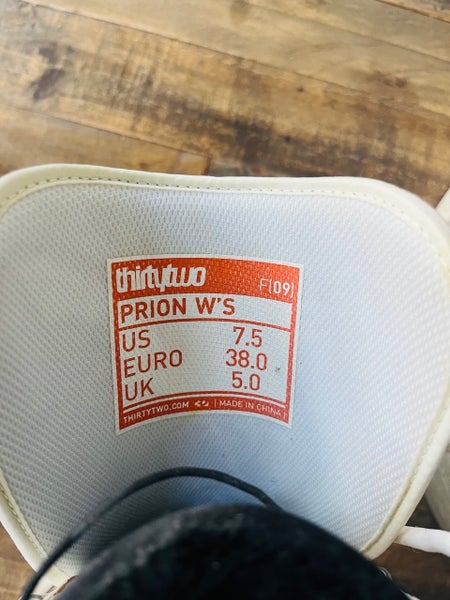 thirtytwo F[09]
PRION W'S
US 7.5
EURO 38.0
UK 5.0
THIRTYTWO.COM | MADE IN CHINA |